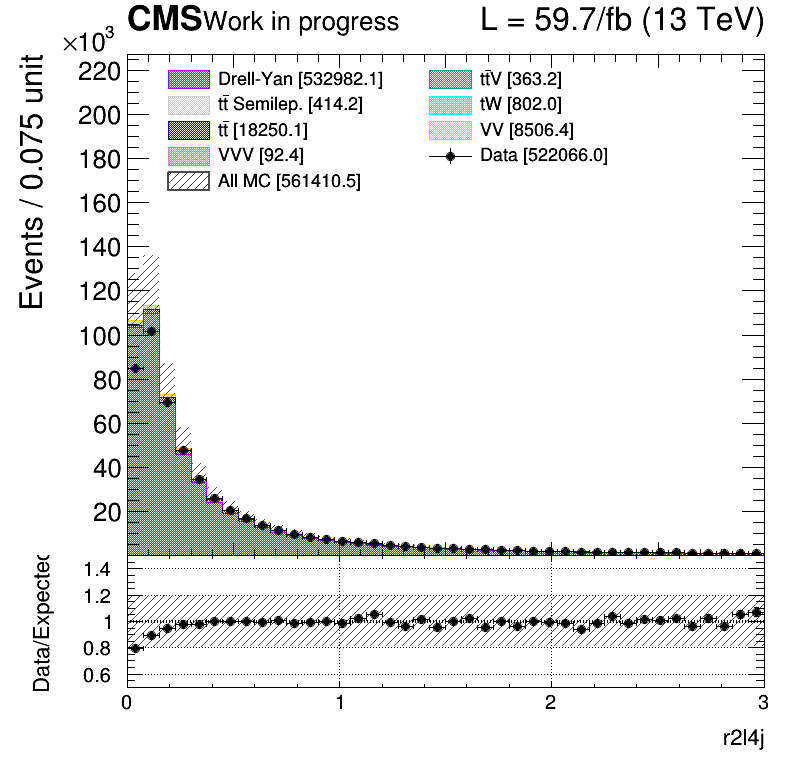 CMS Work in progress L = 59.7/fb (13 TeV)
×10³
Events / 0.075 unit
220
200
180
160
140
120
100
80
60
40
20
Drell-Yan [532982.1]
tt̄ Semilep. [414.2]
tt̄ [18250.1]
VVV [92.4]
All MC [561410.5]
tt̄V [363.2]
tW [802.0]
VV [8506.4]
Data [522066.0]
Data/Expected
1.4
1.2
1
0.8
0.6
0 1 2 3
r2l4j